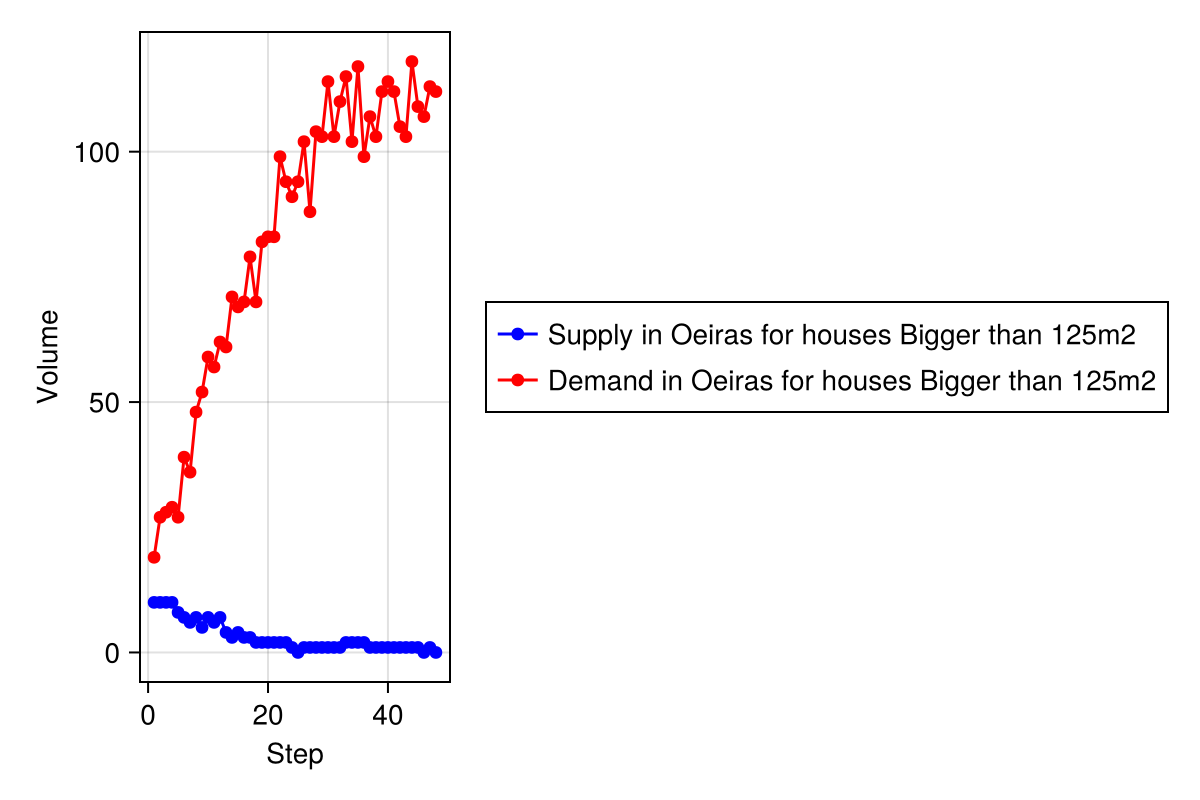 100
50
0
Volume
0 20 40
Step
Supply in Oeiras for houses Bigger than 125m2
Demand in Oeiras for houses Bigger than 125m2